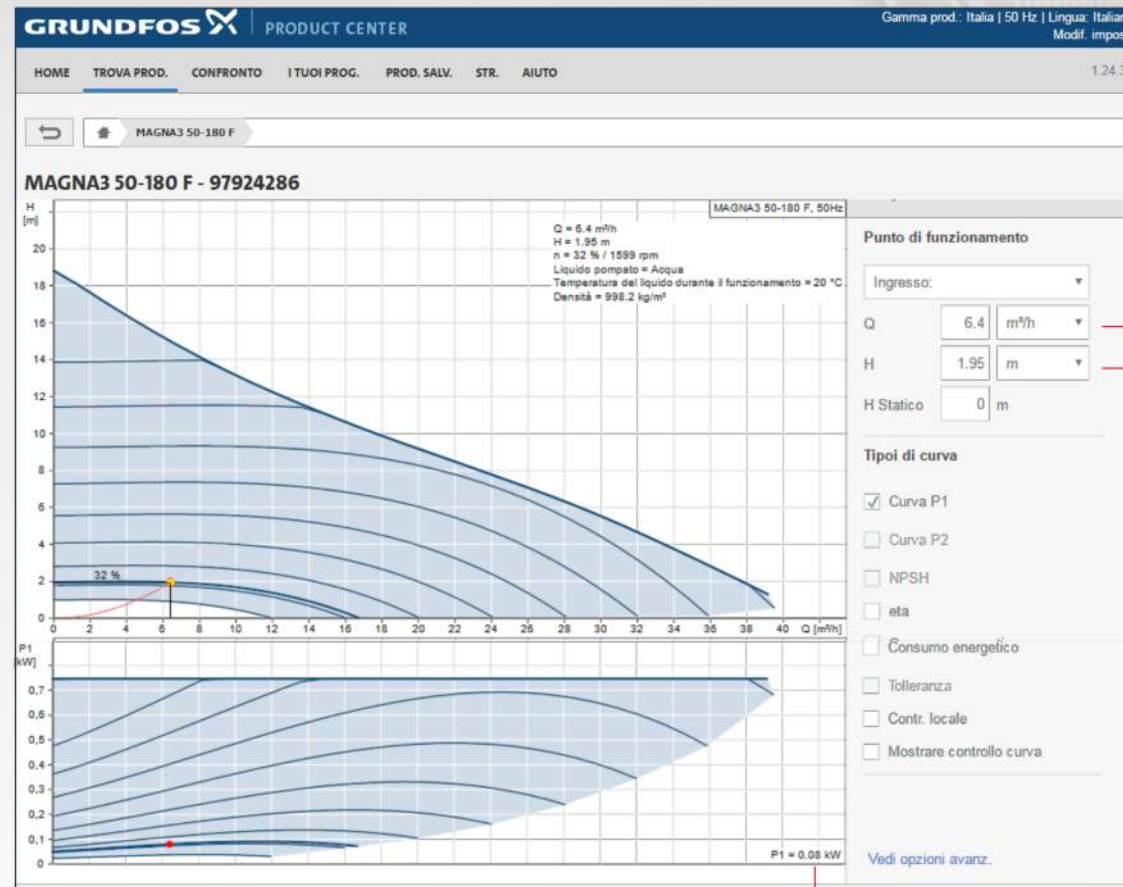 GRUNDFOS PRODUCT CENTER
Gamma prod.: Italia | 50 Hz | Lingua: Italian
Modif. impos
HOME TROVA PROD. CONFRONTO I TUOI PROG. PROD. SALV. STR. AIUTO
1.24.3
MAGNA3 50-180 F
MAGNA3 50-180 F - 97924286
H
[m]
MAGNA3 50-180 F, 50Hz
Q = 6.4 m³/h
H = 1.95 m
n = 32 % / 1599 rpm
Liquido pompato = Acqua
Temperatura del liquido durante il funzionamento = 20 °C
Densità = 998.2 kg/m³
20
18
16
14
12
10
8
6
4
2
0
32 %
0 2 4 6 8 10 12 14 16 18 20 22 24 26 28 30 32 34 36 38 40 Q [m³/h]
P1
kW]
0,7
0,6
0,5
0,4
0,3
0,2
0,1
0
P1 = 0.08 kW
Punto di funzionamento
Ingresso:
Q 6.4 m³/h
H 1.95 m
H Statico 0 m
Tipoi di curva
Curva P1
Curva P2
NPSH
eta
Consumo energetico
Tolleranza
Contr. locale
Mostrare controllo curva
Vedi opzioni avanz.